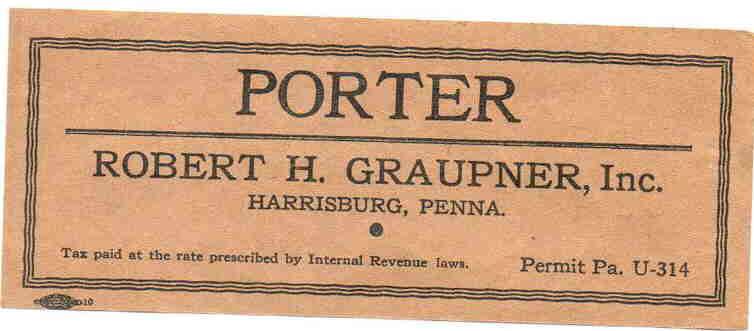 PORTER
ROBERT H. GRAUPNER, Inc.
HARRISBURG, PENNA.
Tax paid at the rate prescribed by Internal Revenue laws.
Permit Pa. U-314
10